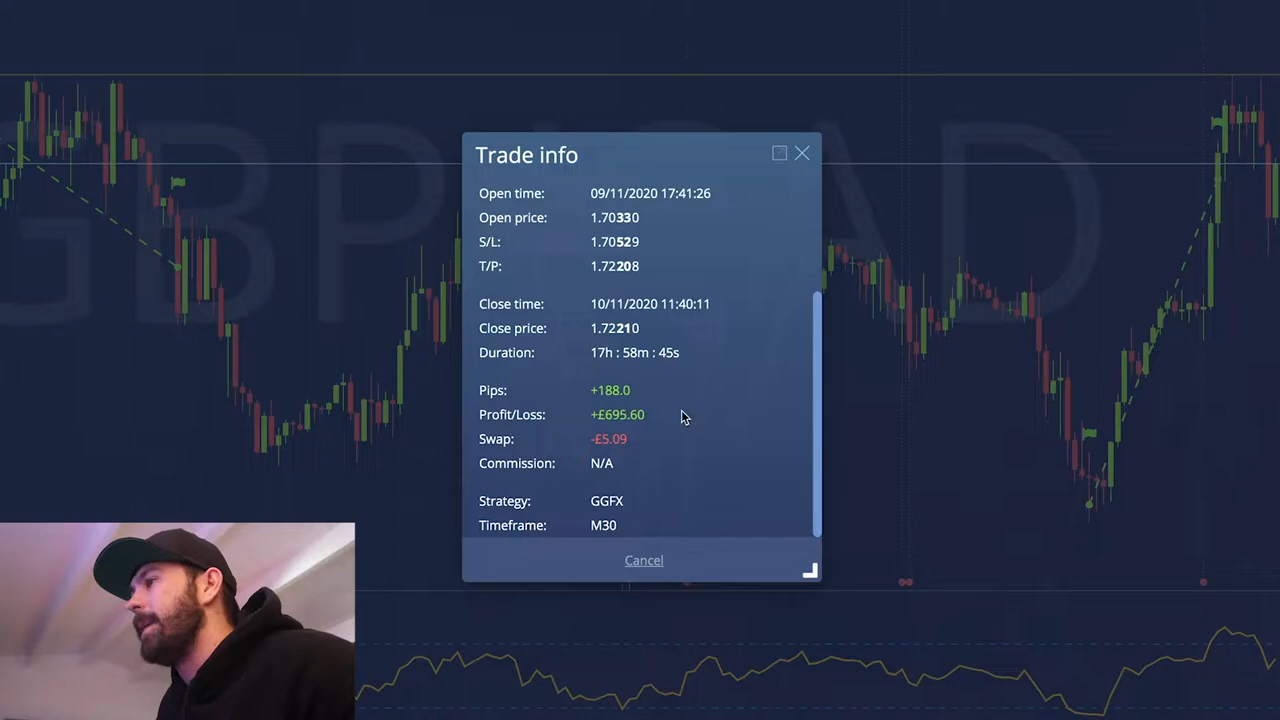 GBP/CAD
Trade info
Open time: 09/11/2020 17:41:26
Open price: 1.70330
S/L: 1.70529
T/P: 1.72208
Close time: 10/11/2020 11:40:11
Close price: 1.72210
Duration: 17h : 58m : 45s
Pips: +188.0
Profit/Loss: +£695.60
Swap: -£5.09
Commission: N/A
Strategy: GGFX
Timeframe: M30
Cancel